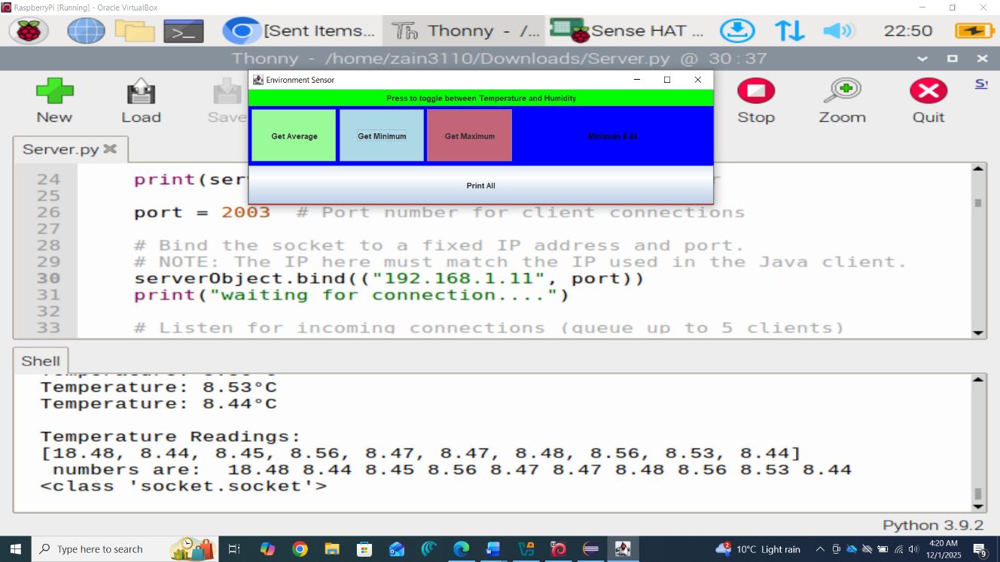 RaspberryPi [Running] - Oracle VirtualBox
[Sent Items... Thonny - /... Sense HAT ... 22:50
Thonny - /home/zain3110/Downloads/Server.py @ 30:37
Environment Sensor
Press to toggle between Temperature and Humidity
Get Average Get Minimum Get Maximum Minimum 8.44
Print All
New Load Save Stop Zoom Quit
Server.py
24 print(ser
25
26 port = 2003 # Port number for client connections
27
28 # Bind the socket to a fixed IP address and port.
29 # NOTE: The IP here must match the IP used in the Java client.
30 serverObject.bind(("192.168.1.11", port))
31 print("waiting for connection....")
32
33 # Listen for incoming connections (queue up to 5 clients)
Shell
Temperature: 8.53°C
Temperature: 8.44°C
Temperature Readings:
[18.48, 8.44, 8.45, 8.56, 8.47, 8.47, 8.48, 8.56, 8.53, 8.44]
numbers are: 18.48 8.44 8.45 8.56 8.47 8.47 8.48 8.56 8.53 8.44
<class 'socket.socket'>
Python 3.9.2
Type here to search
2
10°C Light rain
4:20 AM
12/1/2025
9